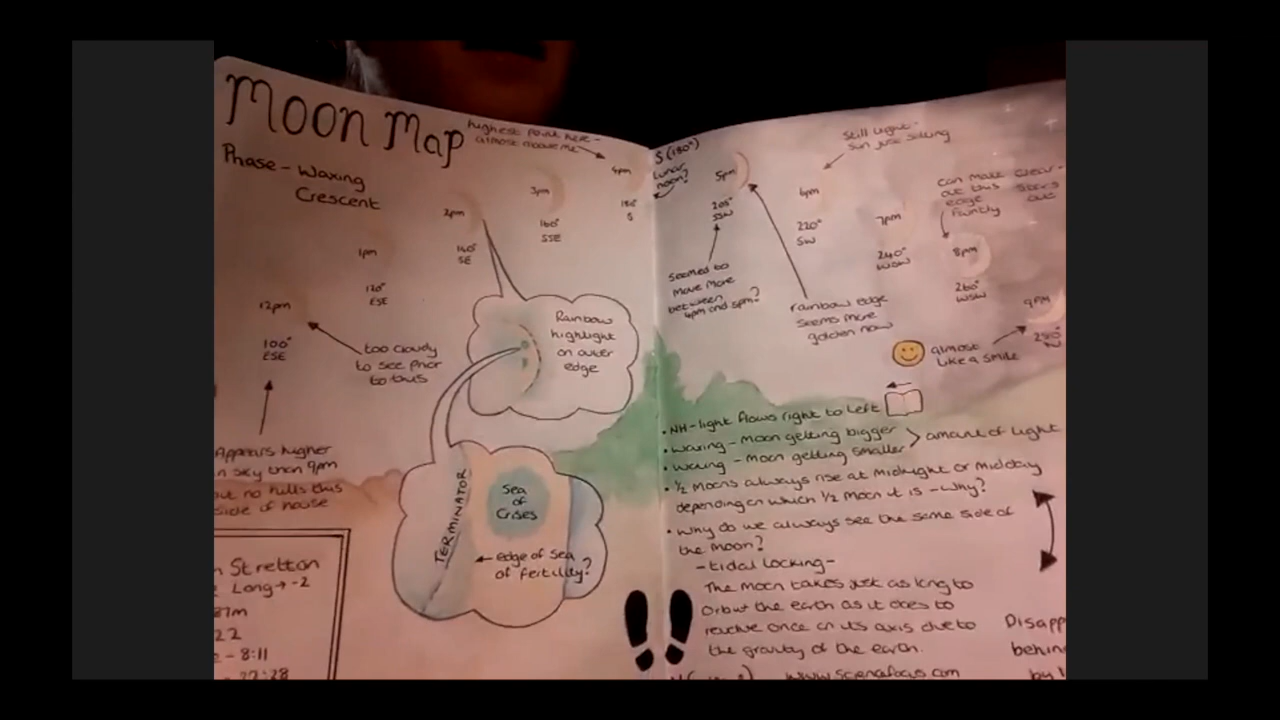 Moon Map
Phase - Waxing
Crescent
highest point here -
almost above me
12pm
100°
ESE
1pm
120°
ESE
2pm
140°
SE
3pm
160°
SSE
4pm
180°
S
too cloudy
to see prior
to this
Appears higher
in sky than 9pm
but no hills this
side of house
Rainbow
highlight
on outer
edge
TERMINATOR
Sea
of
Crises
edge of Sea
of fertility?
Stretton
Long → -2
87m
22
- 8:11
S (180°)
Lunar
noon?
5pm
205°
SSW
seemed to
move more
between
4pm and 5pm?
6pm
220°
SW
Still light -
sun just setting
7pm
240°
WSW
can make
out this
edge
faintly
clear -
stars
out
8pm
260°
WSW
9pm
rainbow edge
seems more
golden now
almost
like a smile
• NH - light flows right to left
• waxing - moon getting bigger
• waning - moon getting smaller
amount of light
• ½ moons always rise at midnight or midday
depending on which ½ moon it is - why?
• why do we always see the same side of
the moon?
- tidal locking -
The moon takes just as long to
orbit the earth as it does to
revolve once on its axis due to
the gravity of the earth.
www.sciencefocus.com
Disapp
behin
by